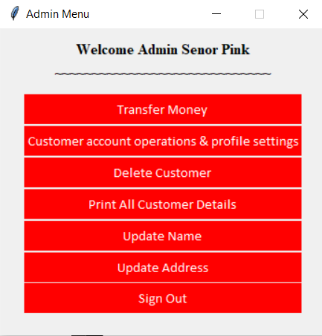 Admin Menu
Welcome Admin Senor Pink
~~~~~~~~~~~~~~~~~~~~~~~~~~~
Transfer Money
Customer account operations & profile settings
Delete Customer
Print All Customer Details
Update Name
Update Address
Sign Out